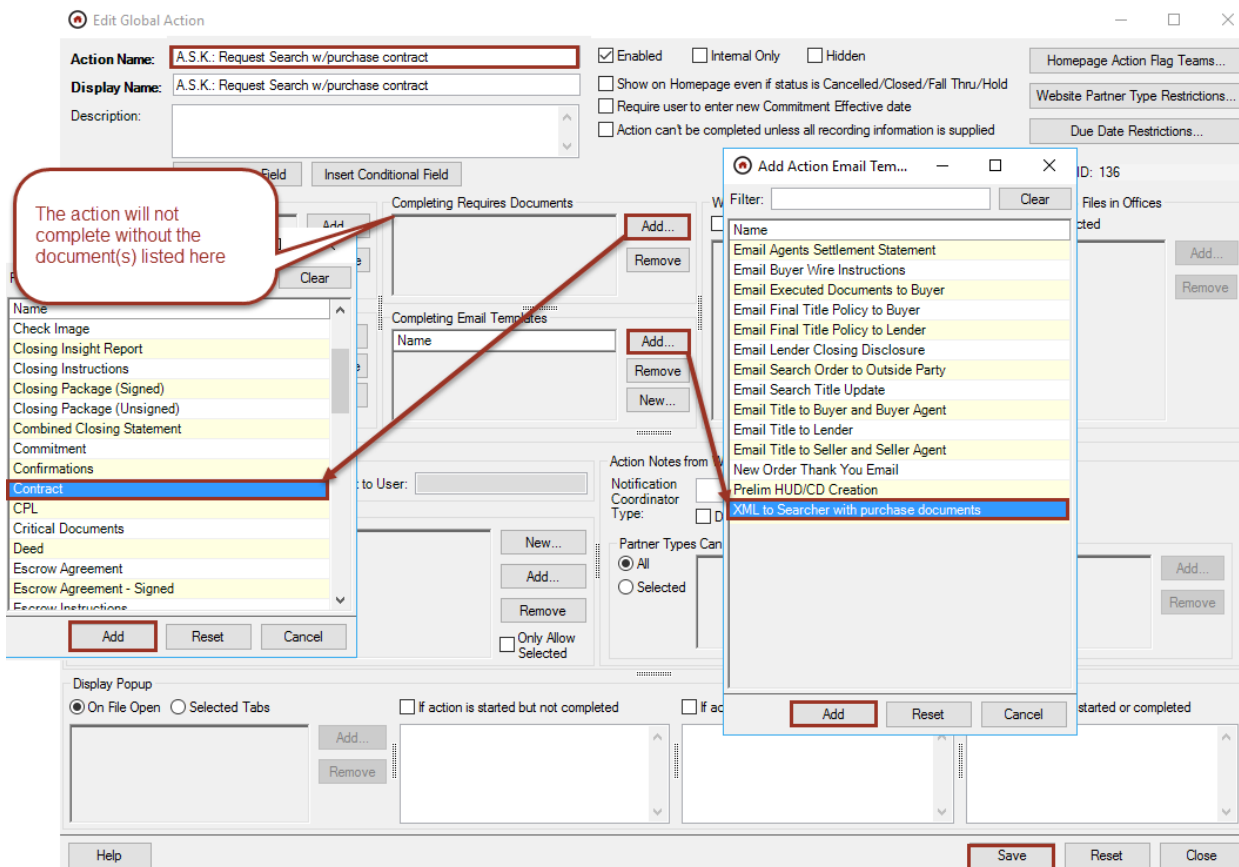 Edit Global Action
Action Name:
A.S.K.: Request Search w/purchase contract
Enabled
Internal Only
Hidden
Homepage Action Flag Teams...
Display Name:
A.S.K.: Request Search w/purchase contract
Show on Homepage even if status is Cancelled/Closed/Fall Thru/Hold
Website Partner Type Restrictions...
Description:
Require user to enter new Commitment Effective date
Action can't be completed unless all recording information is supplied
Due Date Restrictions...
Field
Insert Conditional Field
ID: 136
The action will not
complete without the
document(s) listed here
Add
Clear
Name
Check Image
Closing Insight Report
Closing Instructions
Closing Package (Signed)
Closing Package (Unsigned)
Combined Closing Statement
Commitment
Confirmations
Contract
CPL
Critical Documents
Deed
Escrow Agreement
Escrow Agreement - Signed
Escrow Instructions
Add
Reset
Cancel
Completing Requires Documents
Add...
Remove
Completing Email Templates
Name
Add...
Remove
New...
to User:
New...
Add...
Remove
Only Allow
Selected
Action Notes from
Notification
Coordinator
Type:
D
Partner Types Can
All
Selected
Add Action Email Tem...
Filter:
Clear
Name
Email Agents Settlement Statement
Email Buyer Wire Instructions
Email Executed Documents to Buyer
Email Final Title Policy to Buyer
Email Final Title Policy to Lender
Email Lender Closing Disclosure
Email Search Order to Outside Party
Email Search Title Update
Email Title to Buyer and Buyer Agent
Email Title to Lender
Email Title to Seller and Seller Agent
New Order Thank You Email
Prelim HUD/CD Creation
XML to Searcher with purchase documents
Add
Reset
Cancel
Files in Offices
cted
Add...
Remove
Add...
Remove
Display Popup
On File Open
Selected Tabs
If action is started but not completed
If ac
started or completed
Add...
Remove
Help
Save
Reset
Close